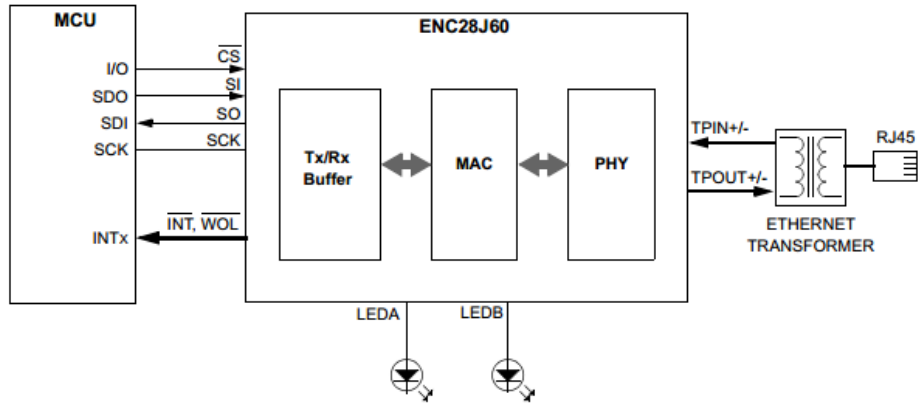 MCU
ENC28J60
I/O
CS
SDO
SI
SDI
SO
SCK
SCK
INTx
INT, WOL
Tx/Rx
Buffer
MAC
PHY
TPIN+/-
TPOUT+/-
RJ45
ETHERNET
TRANSFORMER
LEDA
LEDB